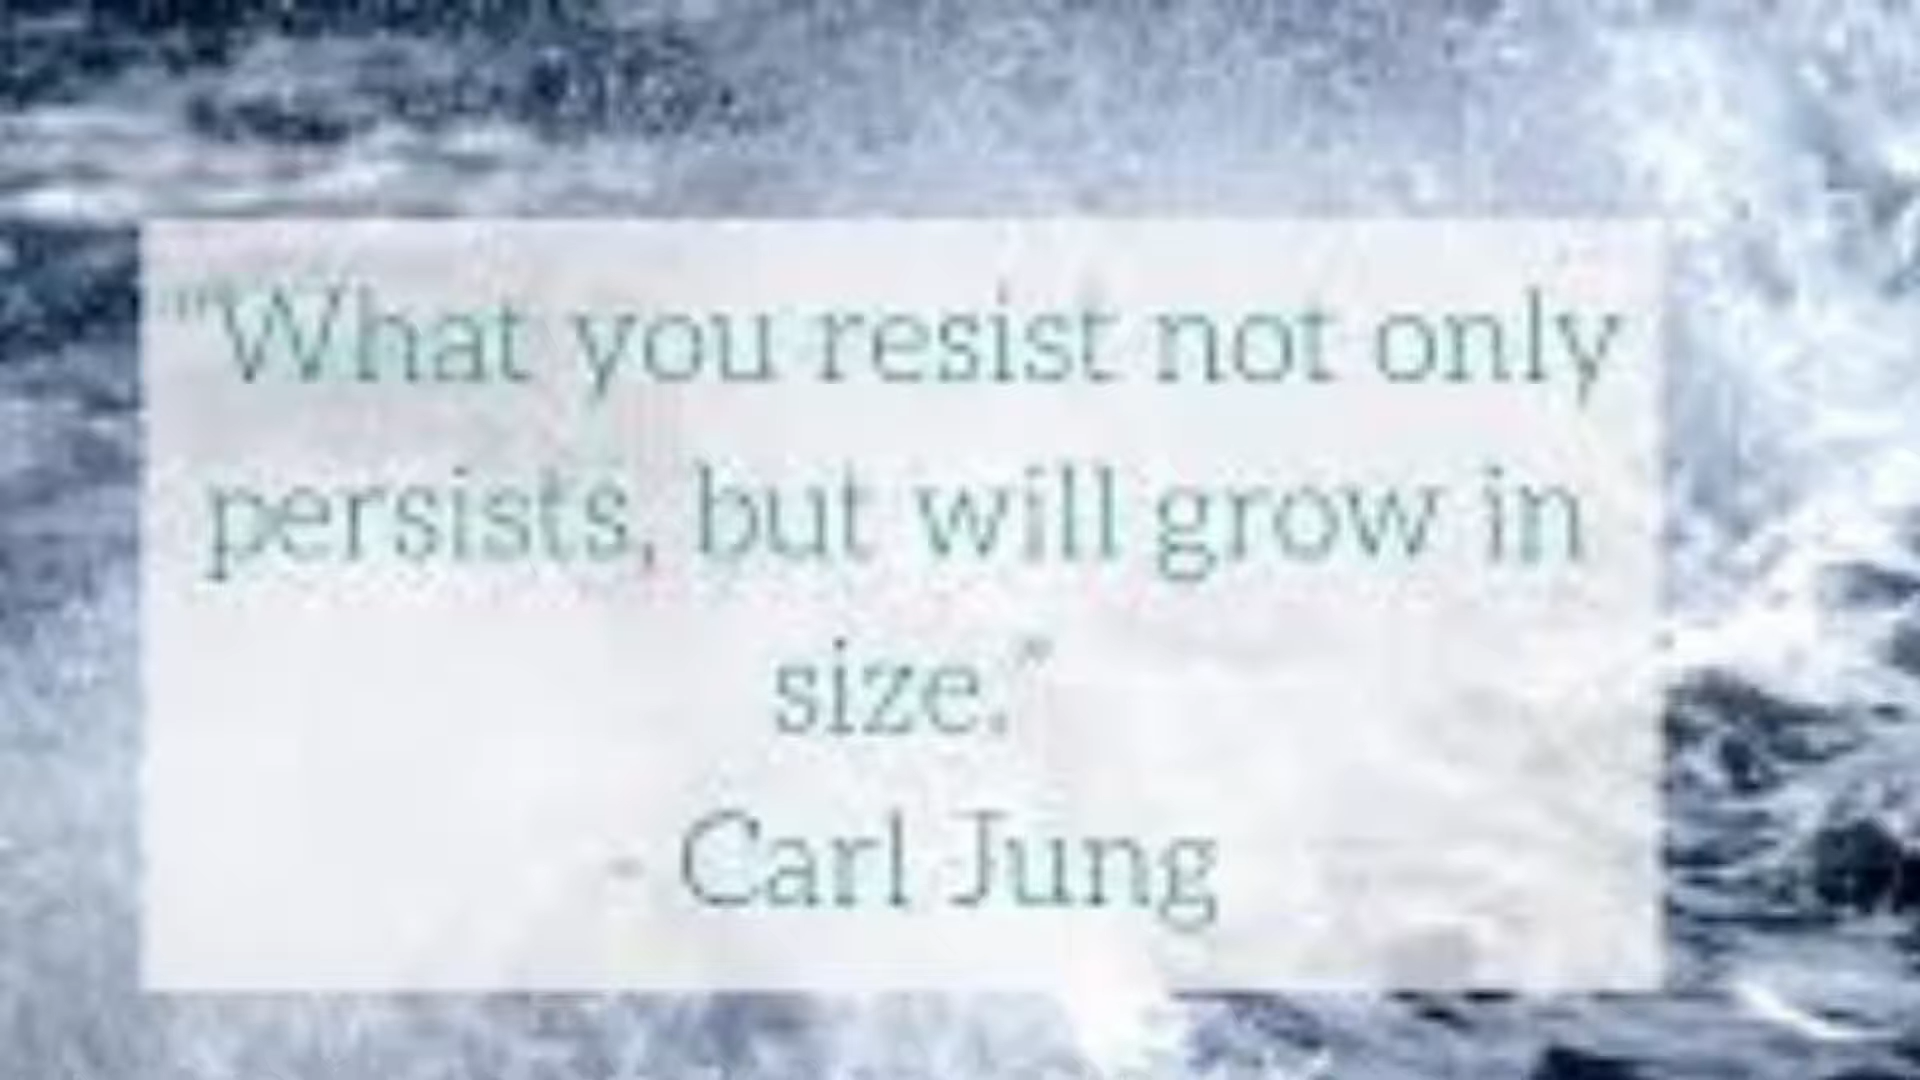 "What you resist not only
persists, but will grow in
size."
- Carl Jung